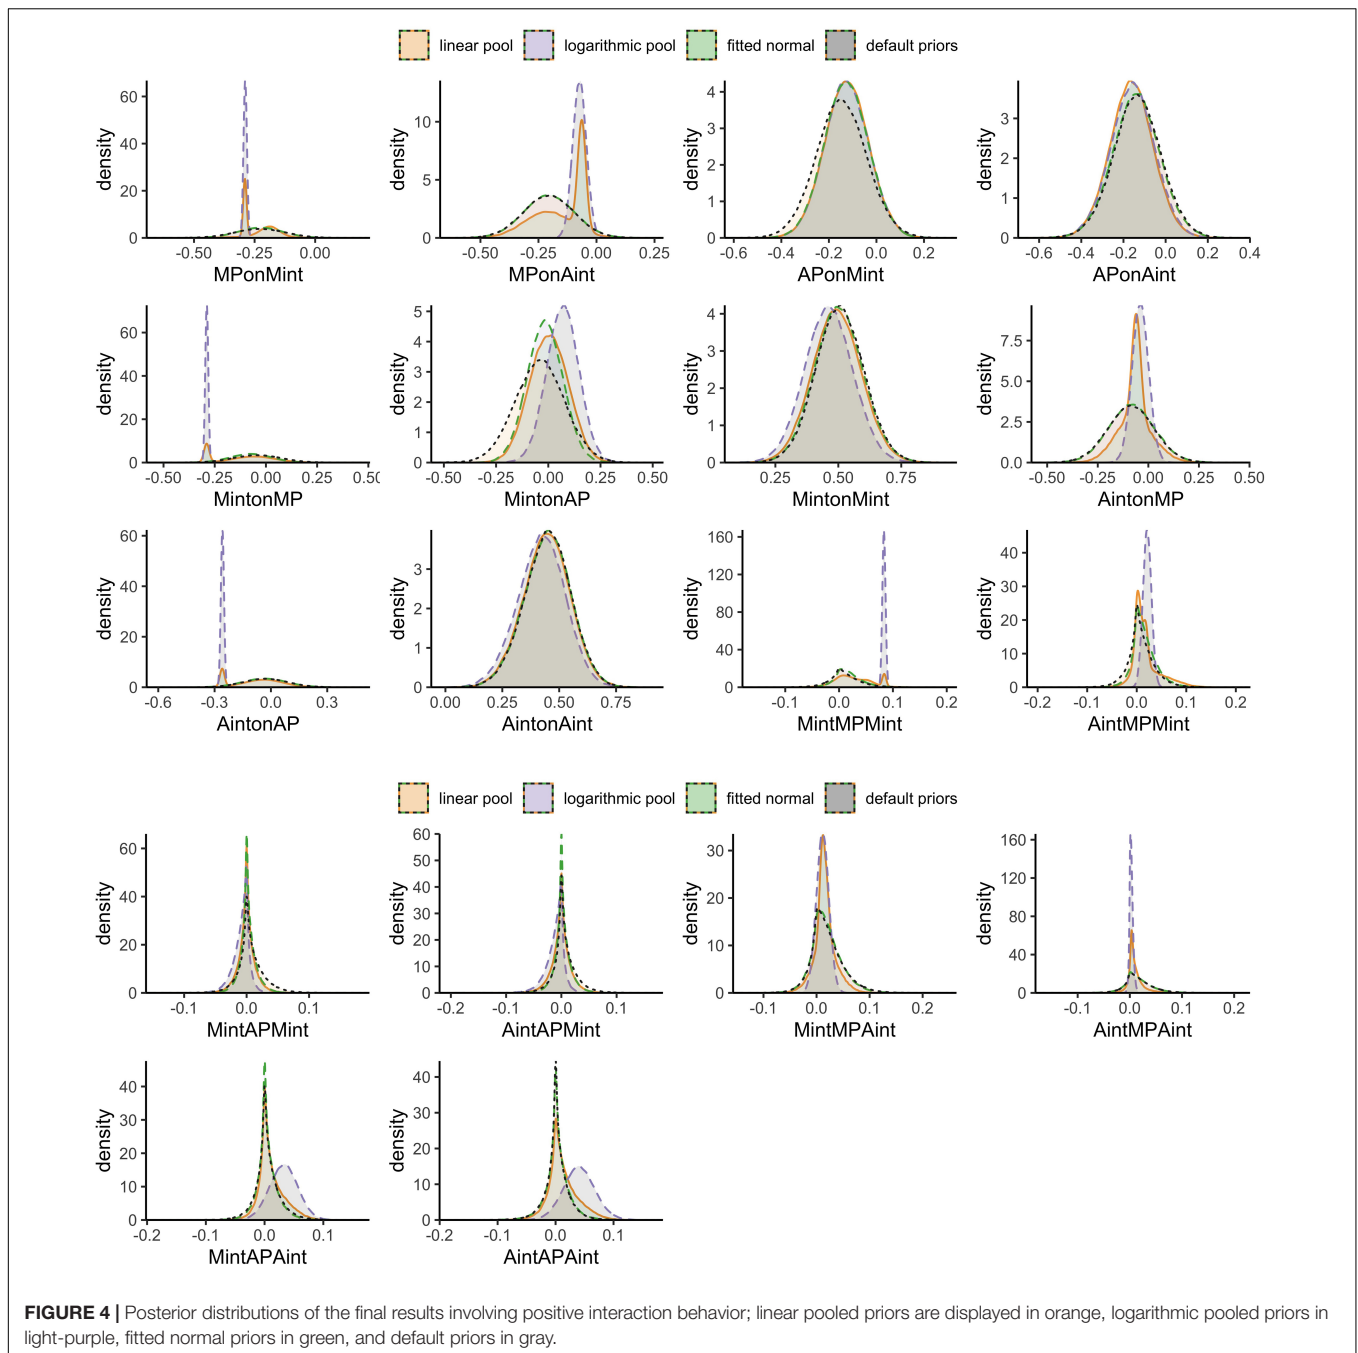 linear pool logarithmic pool fitted normal default priors
density 60 40 20 0 -0.50 -0.25 0.00 MPonMint
density 10 5 0 -0.50 -0.25 0.00 0.25 MPonAint
density 4 3 2 1 0 -0.6 -0.4 -0.2 0.0 0.2 APonMint
density 3 2 1 0 -0.6 -0.4 -0.2 0.0 0.2 0.4 APonAint
density 60 40 20 0 -0.50 -0.25 0.00 0.25 0.50 MintonMP
density 5 4 3 2 1 0 -0.50 -0.25 0.00 0.25 0.50 MintonAP
density 4 3 2 1 0 0.25 0.50 0.75 MintonMint
density 7.5 5.0 2.5 0.0 -0.50 -0.25 0.00 0.25 0.50 AintonMP
density 60 40 20 0 -0.6 -0.3 0.0 0.3 AintonAP
density 3 2 1 0 0.00 0.25 0.50 0.75 AintonAint
density 160 120 80 40 0 -0.1 0.0 0.1 0.2 MintMPMint
density 40 30 20 10 0 -0.2 -0.1 0.0 0.1 0.2 AintMPMint
linear pool logarithmic pool fitted normal default priors
density 60 40 20 0 -0.1 0.0 0.1 MintAPMint
density 60 50 40 30 20 10 0 -0.2 -0.1 0.0 0.1 AintAPMint
density 30 20 10 0 -0.1 0.0 0.1 0.2 MintMPAint
density 160 120 80 40 0 -0.1 0.0 0.1 0.2 AintMPAint
density 40 30 20 10 0 -0.2 -0.1 0.0 0.1 MintAPAint
density 40 30 20 10 0 -0.2 -0.1 0.0 0.1 AintAPAint
FIGURE 4 | Posterior distributions of the final results involving positive interaction behavior; linear pooled priors are displayed in orange, logarithmic pooled priors in
light-purple, fitted normal priors in green, and default priors in gray.